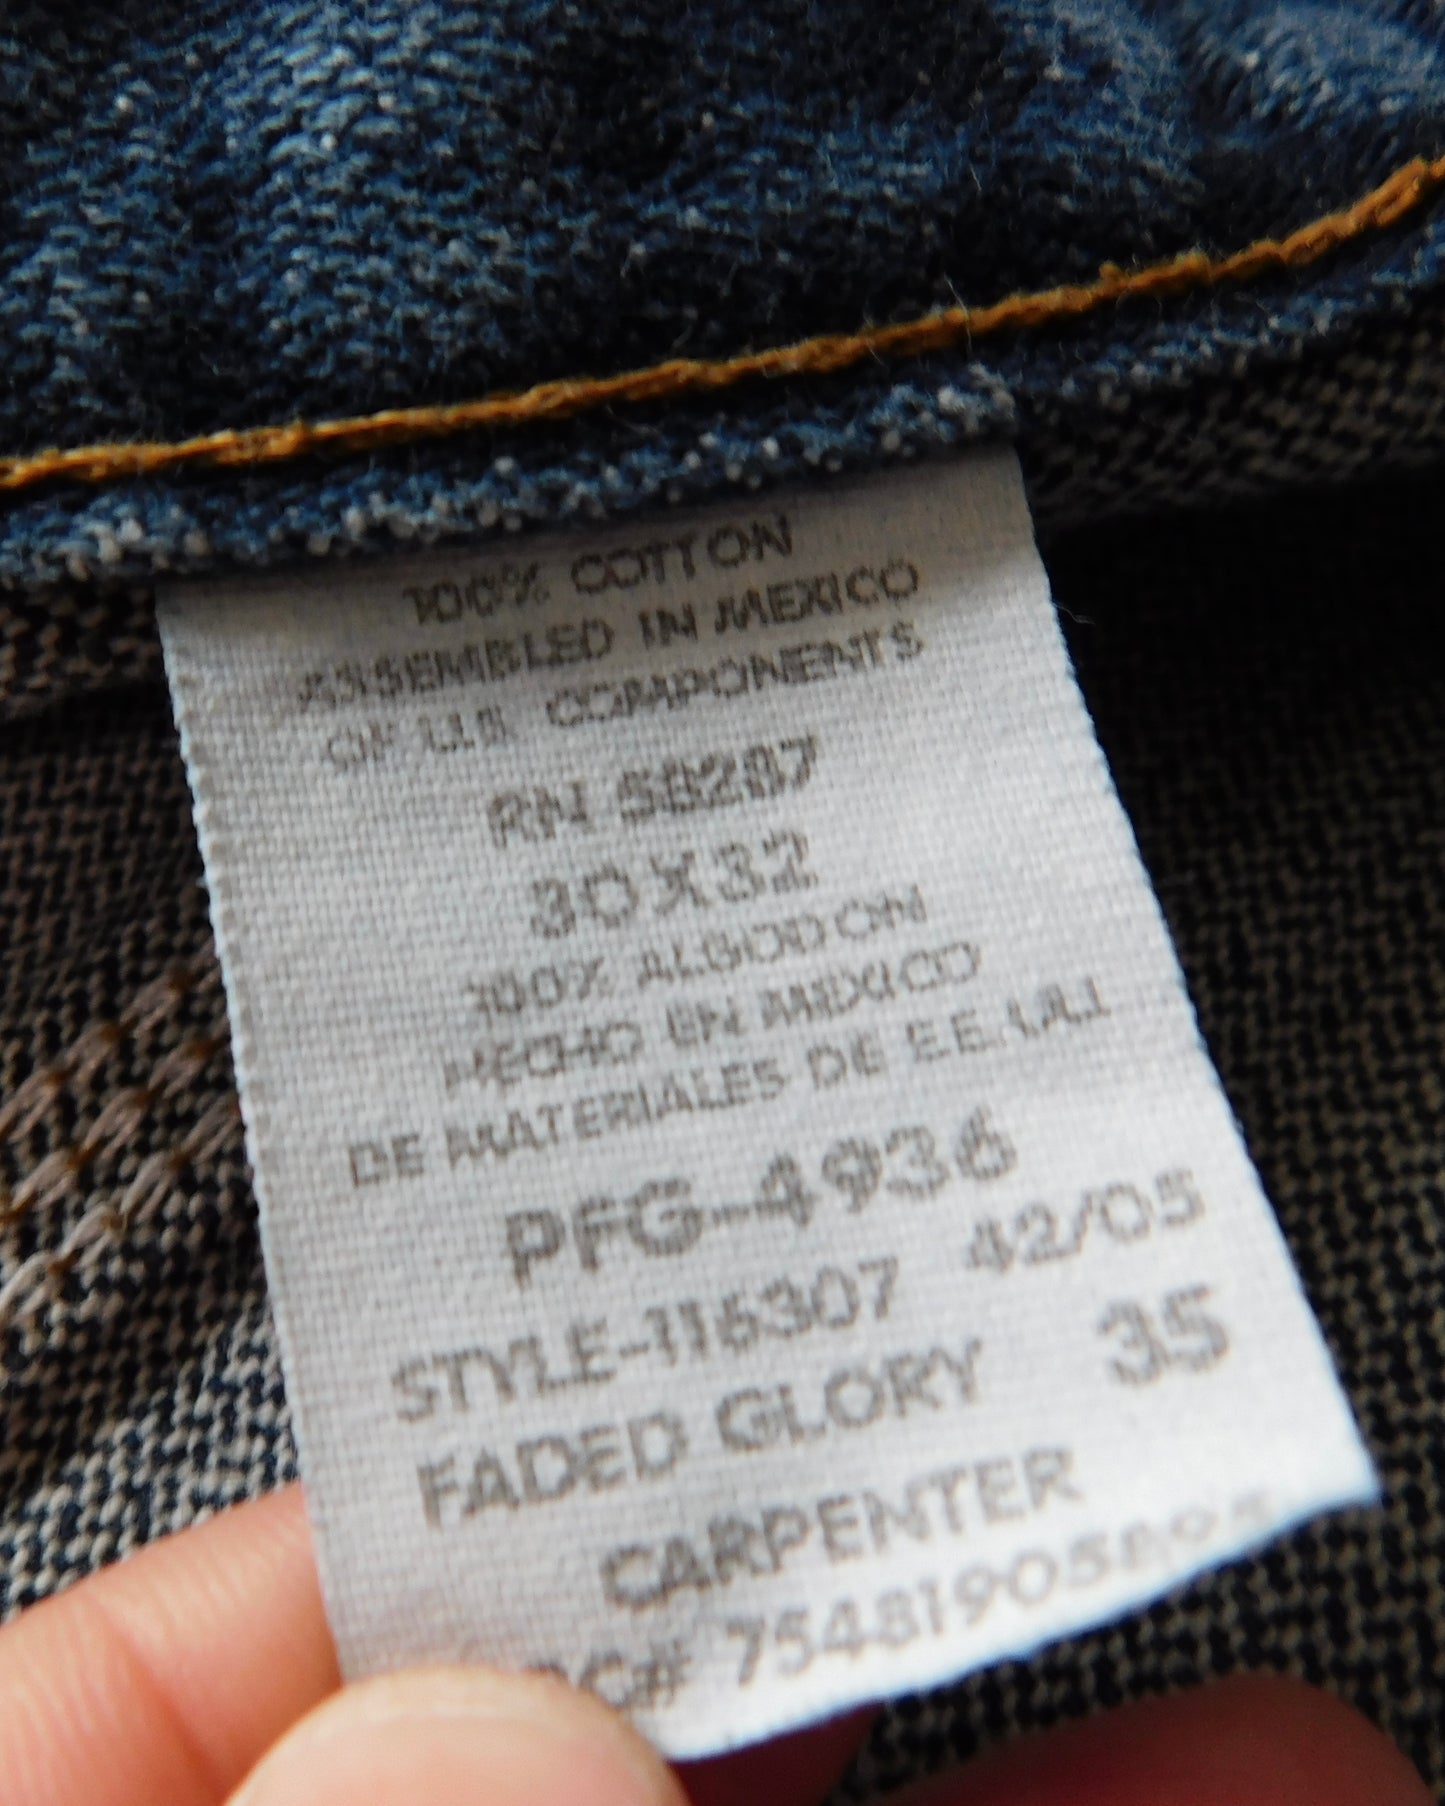 100% COTTON
ASSEMBLED IN MEXICO
OF U.S COMPONENTS
RN 58287
30X32
100% ALGODON
HECHO EN MEXICO
DE MATERIALES DE E.E.U.U.
PFG-4936
STYLE-116307 42/05
FADED GLORY 35
CARPENTER